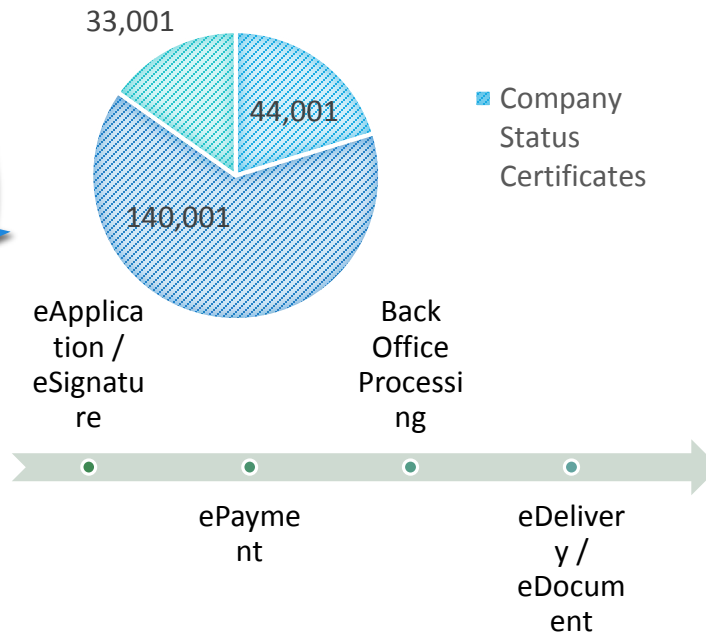 33,001
44,001
140,001
Company
Status
Certificates
eApplica
tion /
eSignatu
re
Back
Office
Processi
ng
ePayme
nt
eDeliver
y /
eDocum
ent